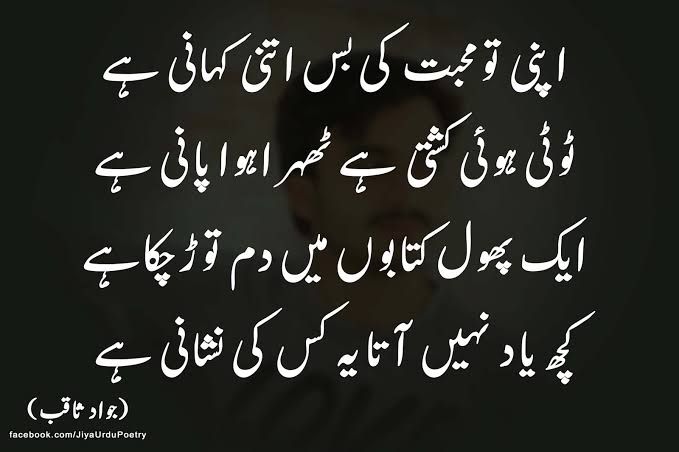 اپنی تو محبت کی بس اتنی کہانی ہے
ٹوٹی ہوئی کشتی ہے ٹھہرا ہوا پانی ہے
ایک پھول کتابوں میں دم توڑ چکا ہے
کچھ یاد نہیں آتا یہ کس کی نشانی ہے
(جواد ثاقب)
facebook.com/JiyaUrduPoetry